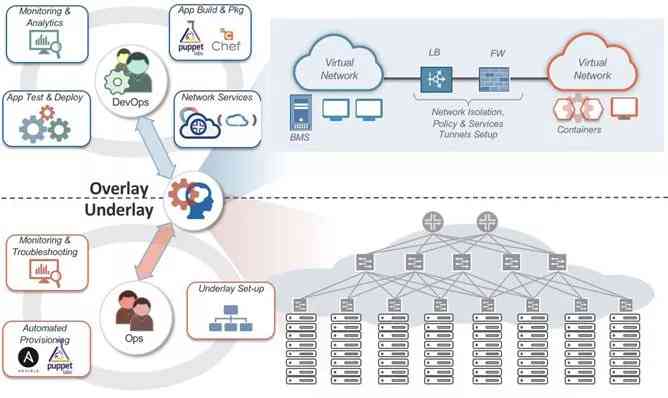 Monitoring &
Analytics
App Build & Pkg
puppet
labs
Chef
DevOps
App Test & Deploy
Network Services
Virtual
Network
LB
FW
Virtual
Network
BMS
Network Isolation,
Policy & Services
Tunnels Setup
Containers
Overlay
Underlay
Monitoring &
Troubleshooting
Underlay Set-up
Ops
Automated
Provisioning
A
ANSIBLE
puppet
labs